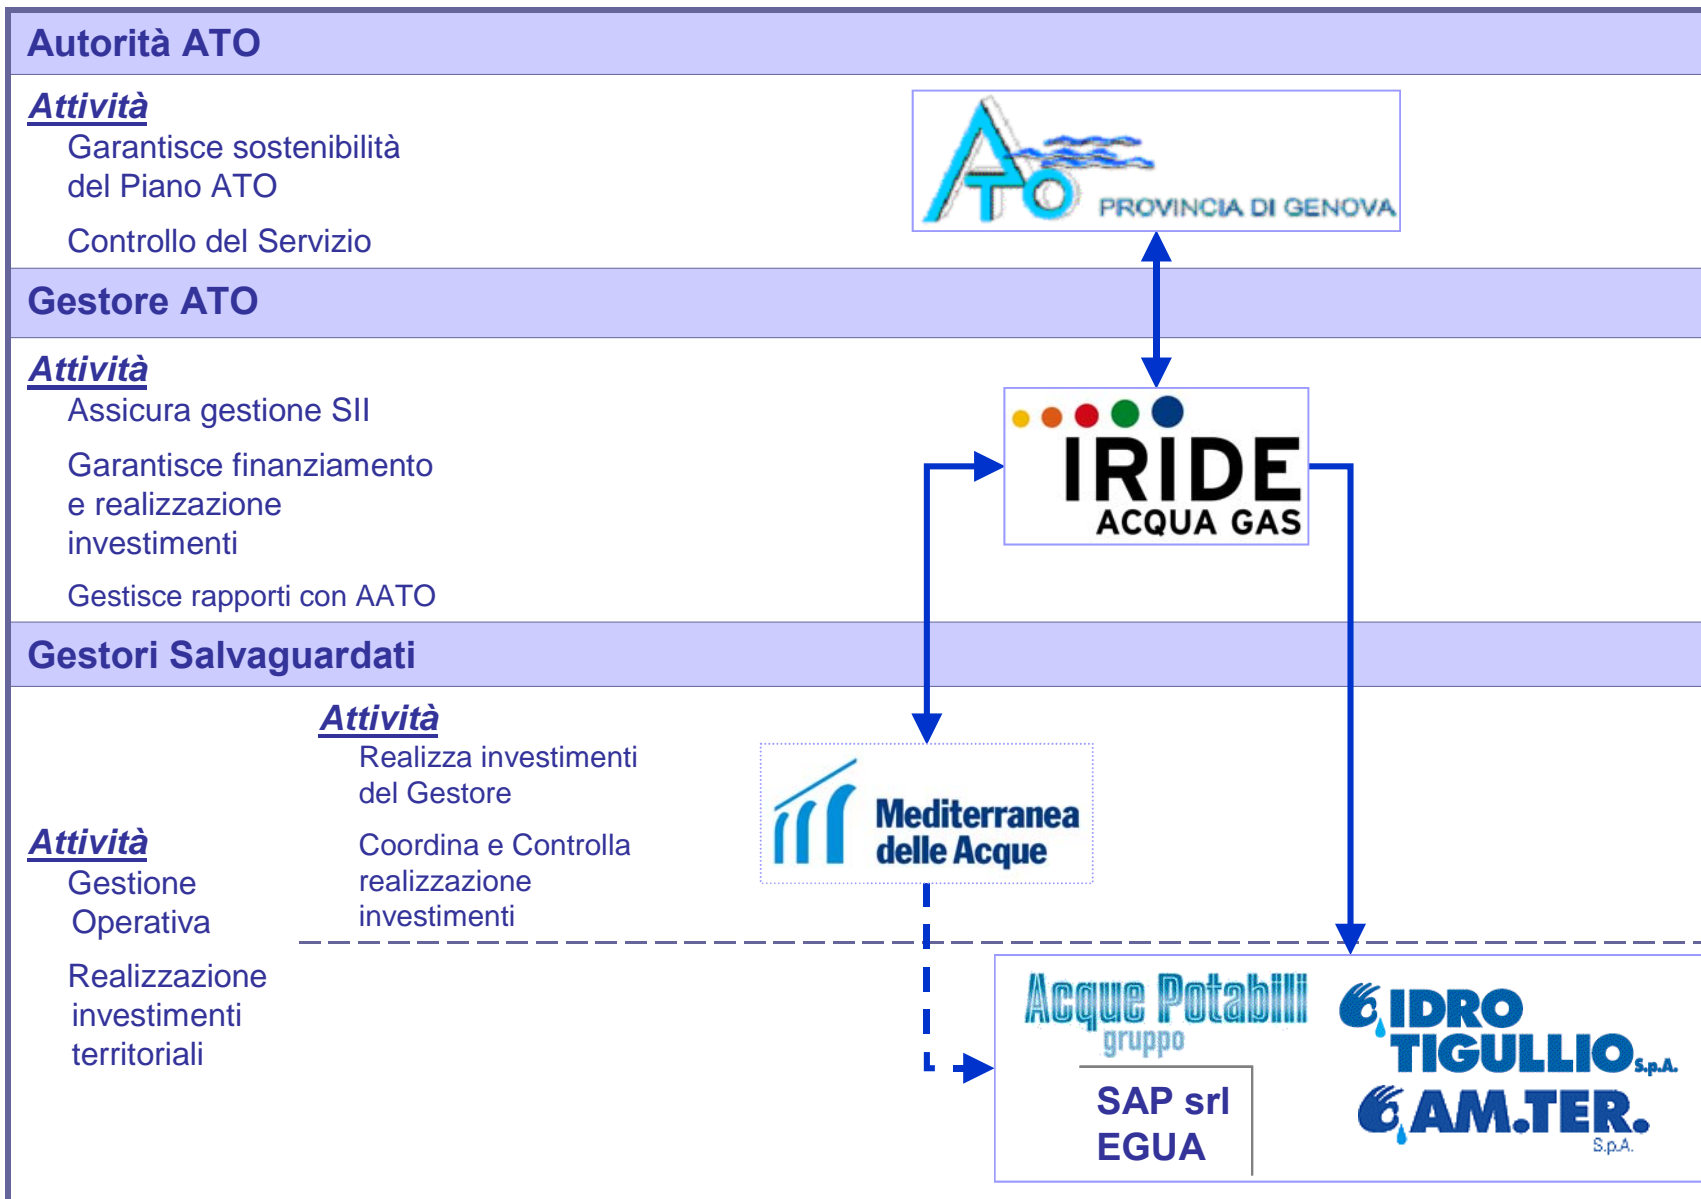 Autorità ATO
Attività
Garantisce sostenibilità
del Piano ATO
Controllo del Servizio
ATO
PROVINCIA DI GENOVA
Gestore ATO
Attività
Assicura gestione SII
Garantisce finanziamento
e realizzazione
investimenti
Gestisce rapporti con AATO
IRIDE
ACQUA GAS
Gestori Salvaguardati
Attività
Realizza investimenti
del Gestore
Coordina e Controlla
realizzazione
investimenti
Attività
Gestione
Operativa
Realizzazione
investimenti
territoriali
Mediterranea
delle Acque
Acque Potabili
gruppo
SAP srl
EGUA
IDRO
TIGULLIO S.p.A.
AM.TER.
S.p.A.